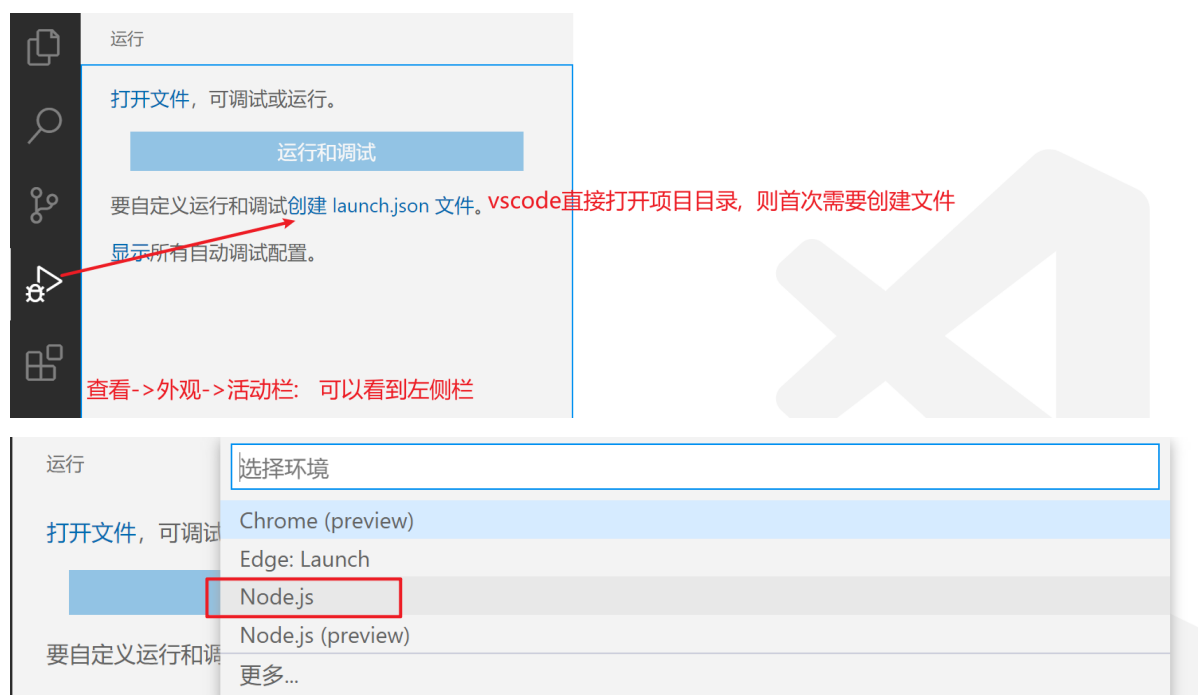 运行
打开文件，可调试或运行。
运行和调试
要自定义运行和调试创建 launch.json 文件。vscode直接打开项目目录，则首次需要创建文件
显示所有自动调试配置。
查看->外观->活动栏： 可以看到左侧栏
运行
选择环境
打开文件，可调试
Chrome (preview)
Edge: Launch
Node.js
Node.js (preview)
要自定义运行和调
更多...